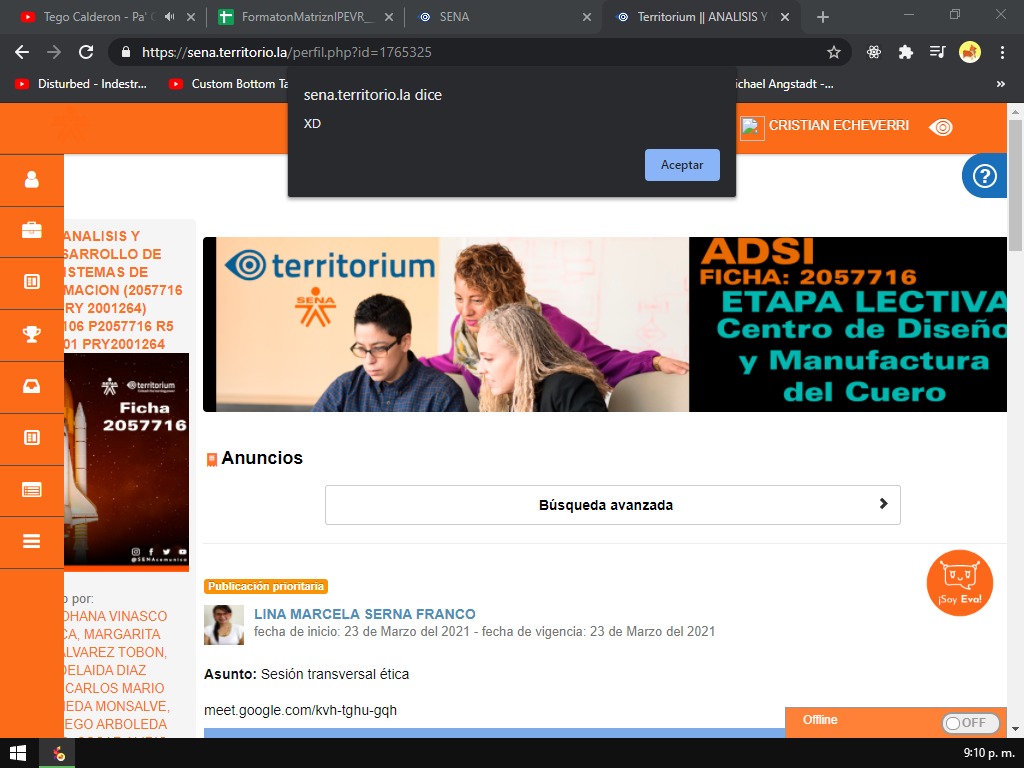 Tego Calderon - Pa' C
FormatonMatriznIPEVR_
SENA
Territorium || ANALISIS Y
https://sena.territorio.la/perfil.php?id=1765325
Disturbed - Indestr...
Custom Bottom Ta
ichael Angstadt -...
»
sena.territorio.la dice
XD
Aceptar
CRISTIAN ECHEVERRI
?
ANALISIS Y
SARROLLO DE
ISTEMAS DE
MACION (2057716
RY 2001264)
106 P2057716 R5
01 PRY2001264
territorium
Ficha
2057716
@SENAcomunica
territorium
SENA
ADSI
FICHA: 2057716
ETAPA LECTIVA
Centro de Diseño
y Manufactura
del Cuero
Anuncios
Búsqueda avanzada
Publicación prioritaria
LINA MARCELA SERNA FRANCO
fecha de inicio: 23 de Marzo del 2021 - fecha de vigencia: 23 de Marzo del 2021
¡Soy Eva!
Asunto: Sesión transversal ética
meet.google.com/kvh-tghu-gqh
o por:
OHANA VINASCO
CA, MARGARITA
ALVAREZ TOBON,
DELAIDA DIAZ
CARLOS MARIO
EDA MONSALVE,
EGO ARBOLEDA
Offline
OFF
9:10 p. m.